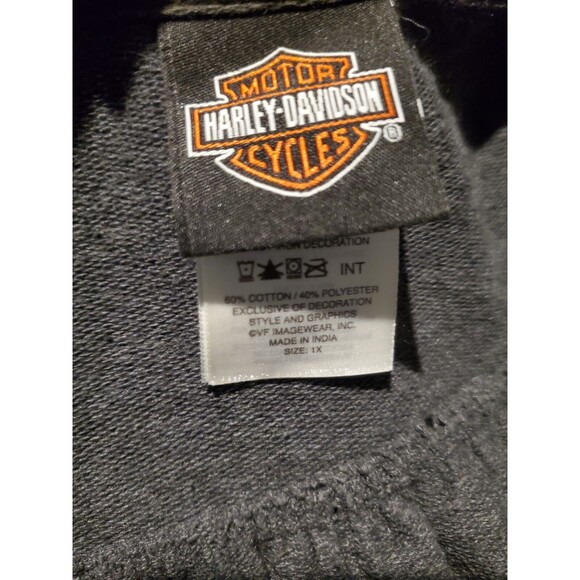 MOTOR
HARLEY-DAVIDSON
CYCLES
®
DECORATION
INT
60% COTTON / 40% POLYESTER
EXCLUSIVE OF DECORATION
STYLE AND GRAPHICS
©VF IMAGEWEAR, INC.
MADE IN INDIA
SIZE: 1X